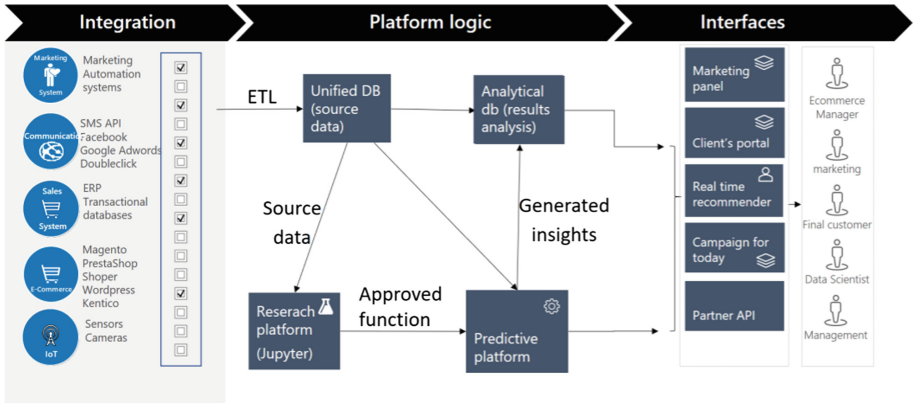 Integration
Platform logic
Interfaces
Marketing
System
Marketing
Automation
systems
Communicatic
SMS API
Facebook
Google Adwords
Doubleclick
Sales
System
ERP
Transactional
databases
E-Commerce
Magento
PrestaShop
Shoper
Wordpress
Kentico
IoT
Sensors
Cameras
ETL
Unified DB
(source
data)
Analytical
db (results
analysis)
Source
data
Generated
insights
Reserach
platform
(Jupyter)
Approved
function
Predictive
platform
Marketing
panel
Client's portal
Real time
recommender
Campaign for
today
Partner API
Ecommerce
Manager
marketing
Final customer
Data Scientist
Management